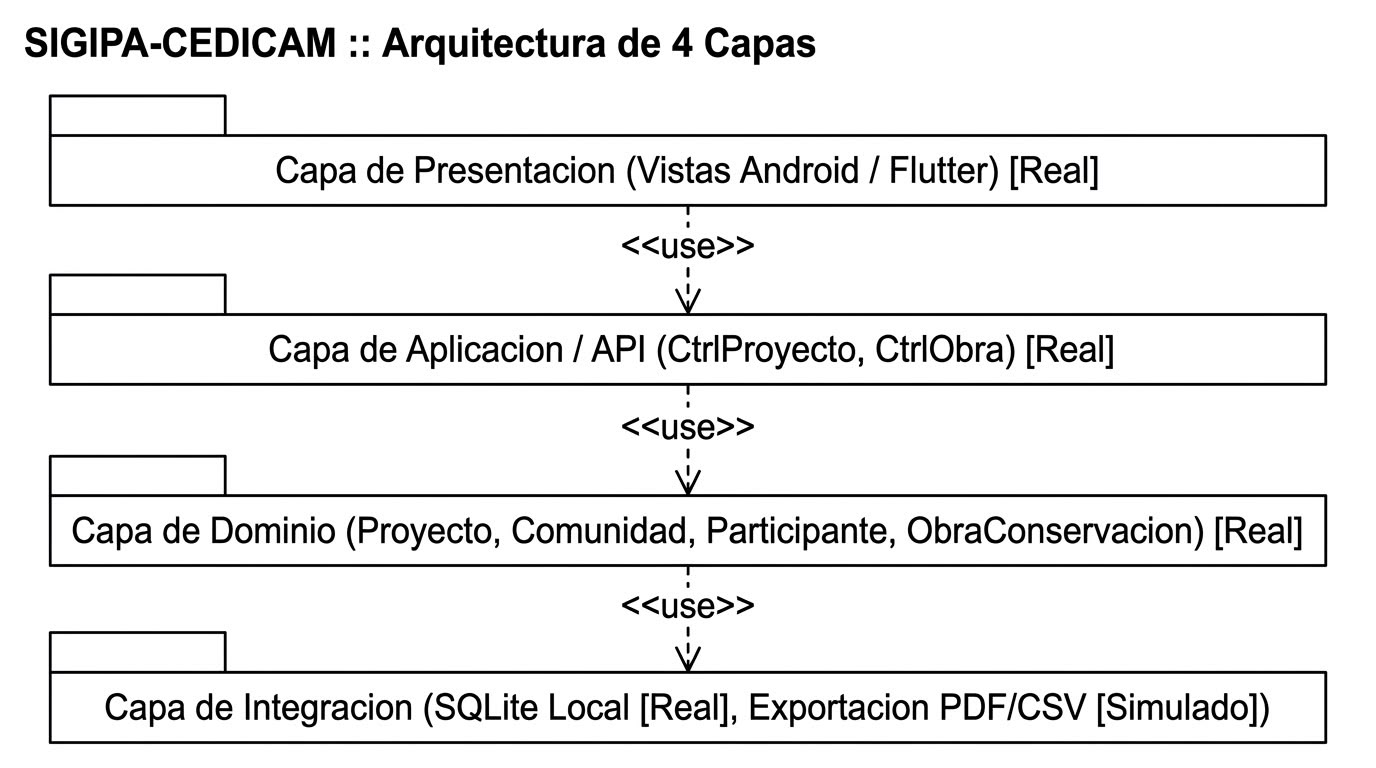 SIGIPA-CEDICAM :: Arquitectura de 4 Capas
Capa de Presentacion (Vistas Android / Flutter) [Real]
<<use>>
Capa de Aplicacion / API (CtrlProyecto, CtrlObra) [Real]
<<use>>
Capa de Dominio (Proyecto, Comunidad, Participante, ObraConservacion) [Real]
<<use>>
Capa de Integracion (SQLite Local [Real], Exportacion PDF/CSV [Simulado])